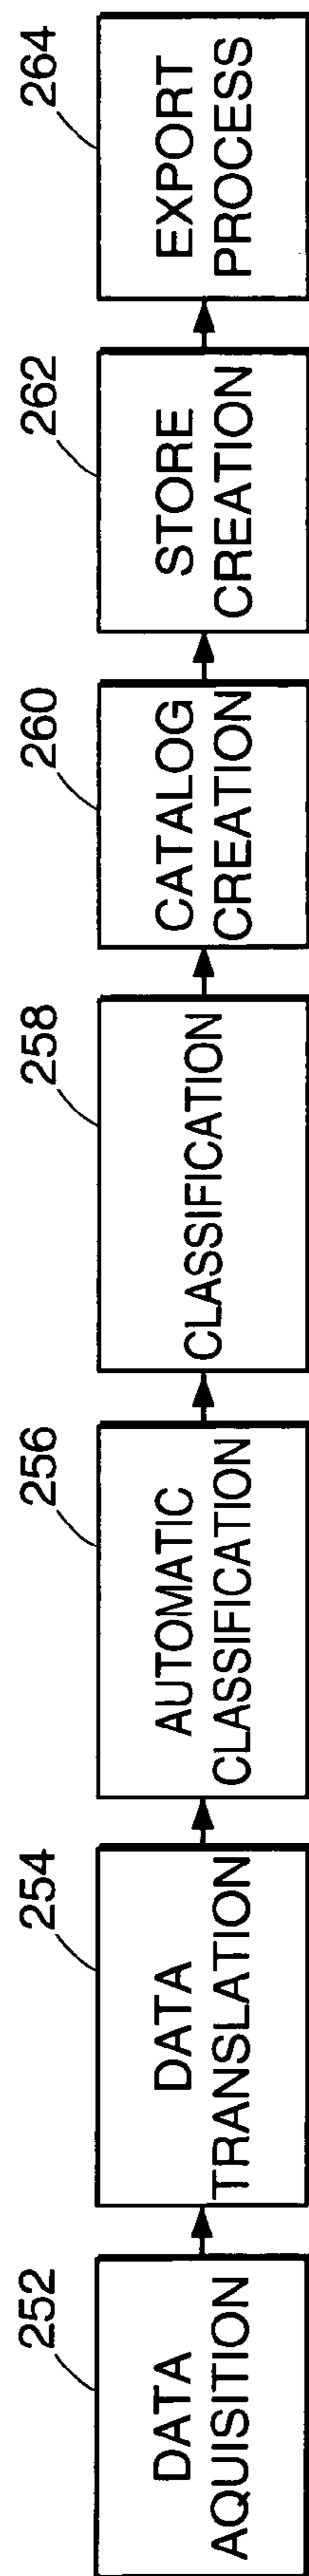 252
DATA
AQUISITION
254
DATA
TRANSLATION
256
AUTOMATIC
CLASSIFICATION
258
CLASSIFICATION
260
CATALOG
CREATION
262
STORE
CREATION
264
EXPORT
PROCESS